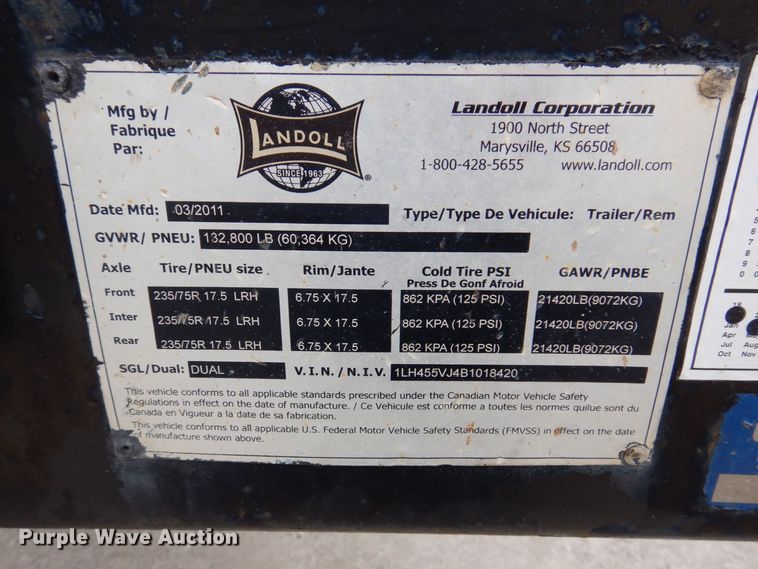 Mfg by /
Fabrique
Par:
LANDOLL
SINCE 1963
®
Landoll Corporation
1900 North Street
Marysville, KS 66508
1-800-428-5655 www.landoll.com
Date Mfd: 03/2011 Type/Type De Vehicule: Trailer/Rem
GVWR/ PNEU: 132,800 LB (60,364 KG)
Axle Tire/PNEU size Rim/Jante Cold Tire PSI GAWR/PNBE
Press De Gonf Afroid
Front 235/75R 17.5 LRH 6.75 X 17.5 862 KPA (125 PSI) 21420LB(9072KG)
Inter 235/75R 17.5 LRH 6.75 X 17.5 862 KPA (125 PSI) 21420LB(9072KG)
Rear 235/75R 17.5 LRH 6.75 X 17.5 862 KPA (125 PSI) 21420LB(9072KG)
SGL/Dual: DUAL V.I.N./N.I.V. 1LH455VJ4B1018420
This vehicle conforms to all applicable standards prescribed under the Canadian Motor Vehicle Safety
Regulations in effect on the date of manufacture. / Ce Vehicule est conforme a toutes les normes quilue sont du
Canada en Vigueur a la date de sa fabrication.
This vehicle conforms to all applicable U.S. Federal Motor Vehicle Safety Standards (FMVSS) in effect on the date
of manufacture shown above.
Jan
Apr
Jul Aug
Oct Nov
Purple Wave Auction